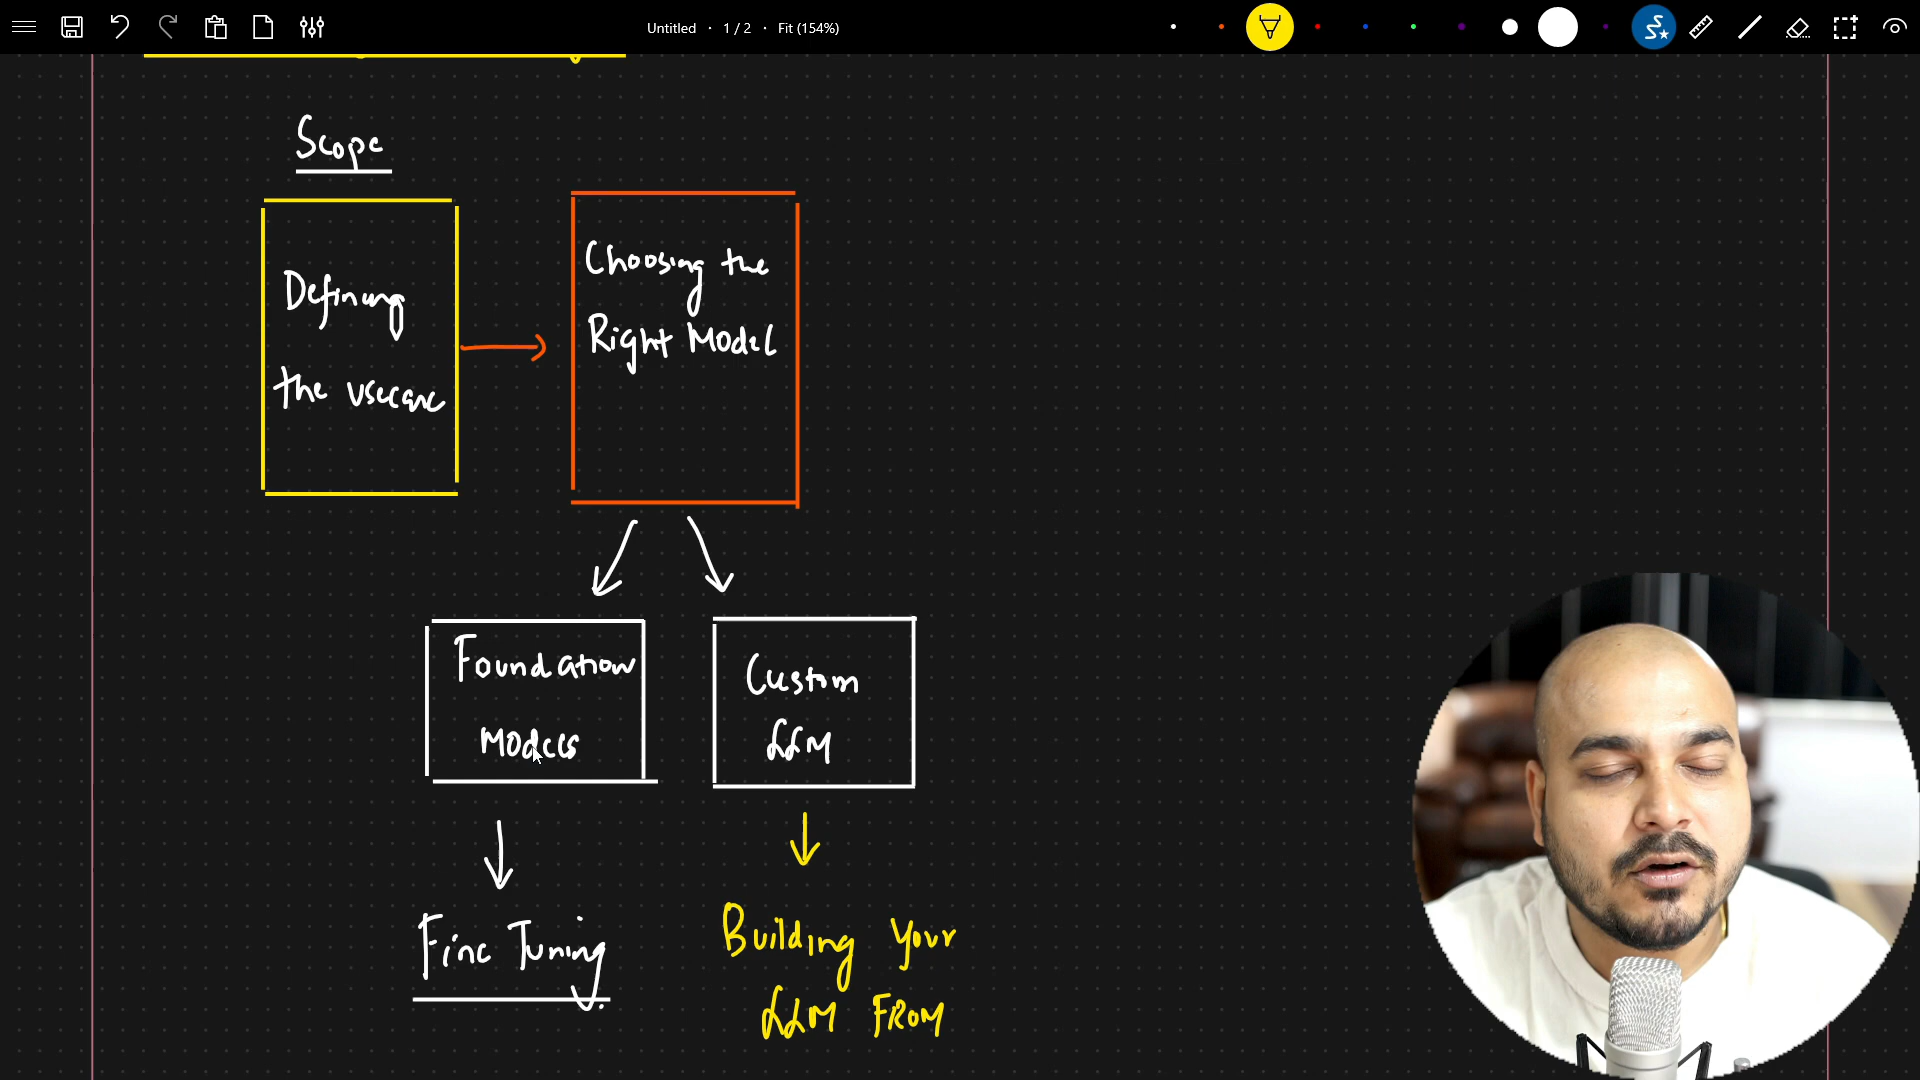 Untitled · 1 / 2 · Fit (154%)
Scope
Defining
the usecase
Choosing the
Right Model
Foundation
Models
Custom
LLM
Fine Tuning
Building Your
LLM FROM